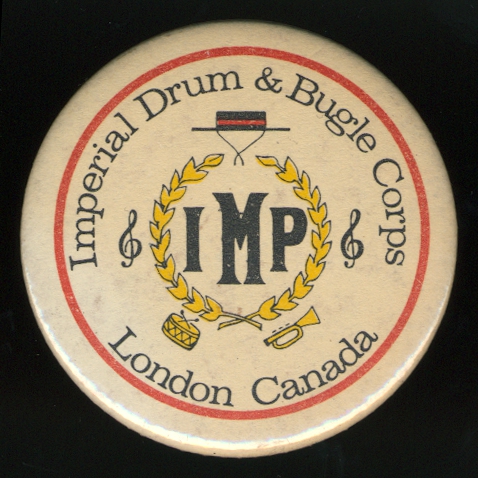 Imperial Drum & Bugle Corps
IMP
London Canada